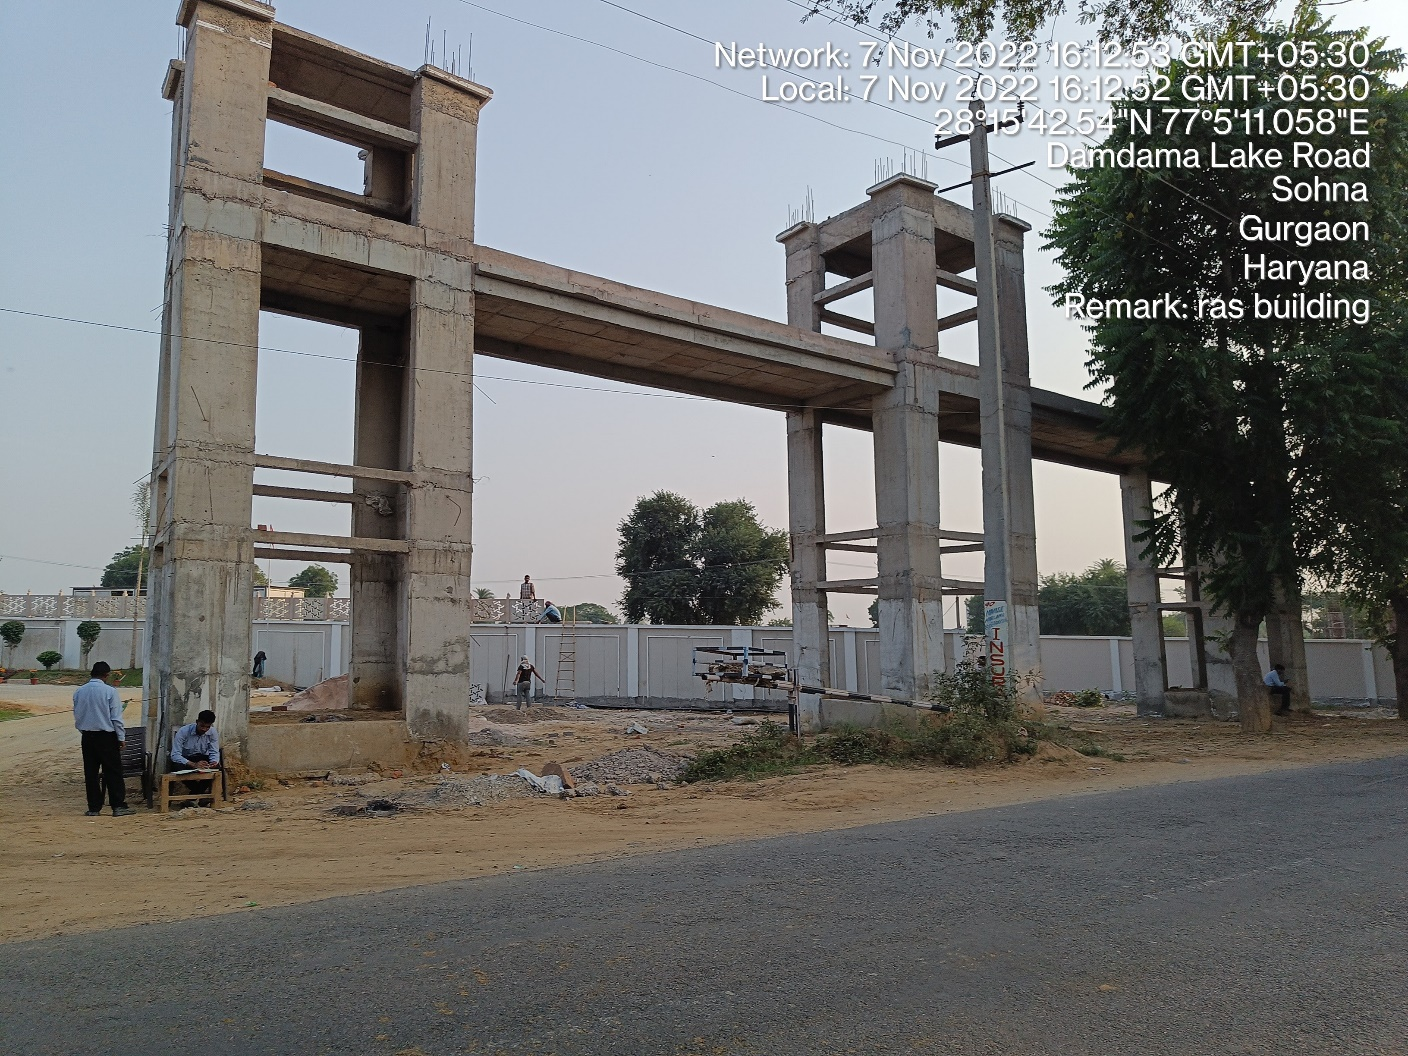 Network: 7 Nov 2022 16:12:53 GMT+05:30
Local: 7 Nov 2022 16:12:52 GMT+05:30
28°15'42.54"N 77°5'11.058"E
Damdama Lake Road
Sohna
Gurgaon
Haryana
Remark: ras building